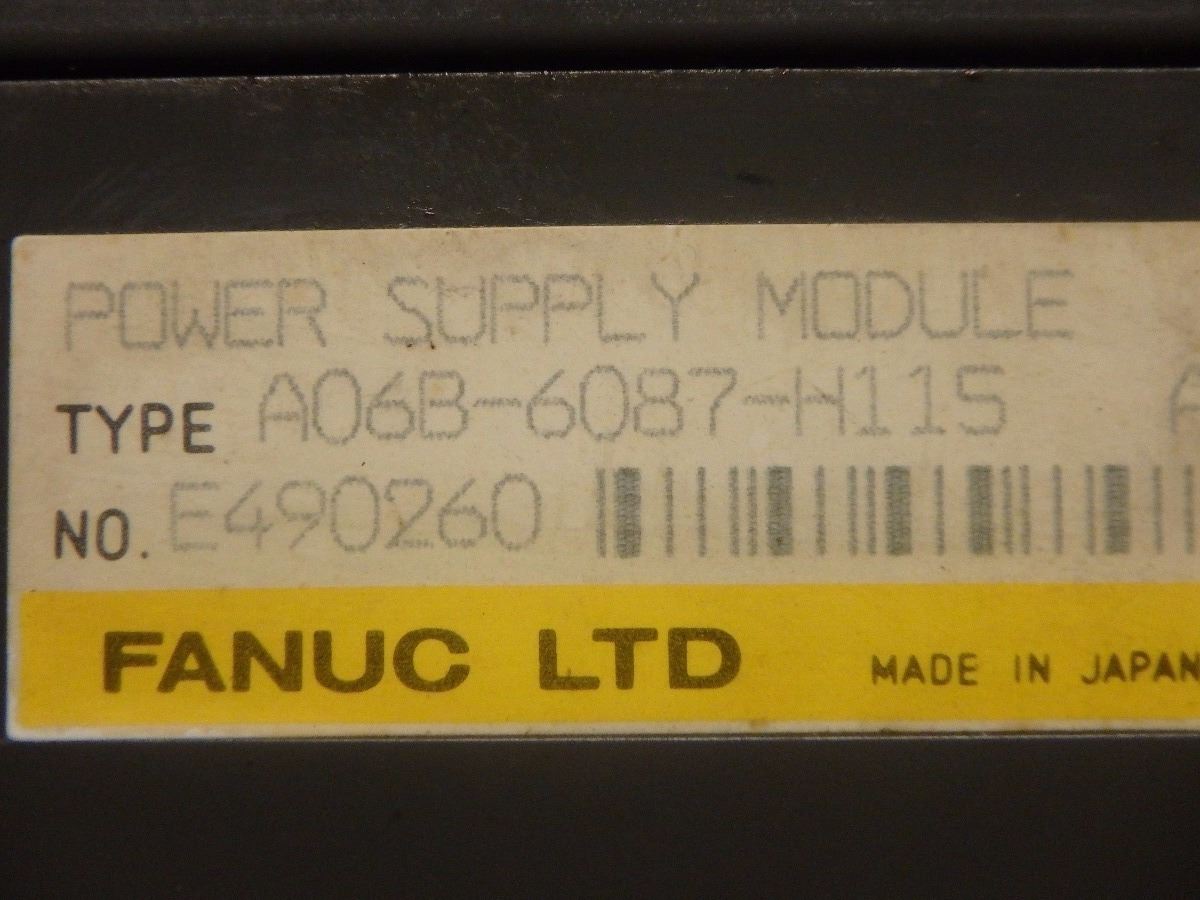 POWER SUPPLY MODULE
TYPE A06B-6087-H115 A
NO. E490260
FANUC LTD MADE IN JAPAN